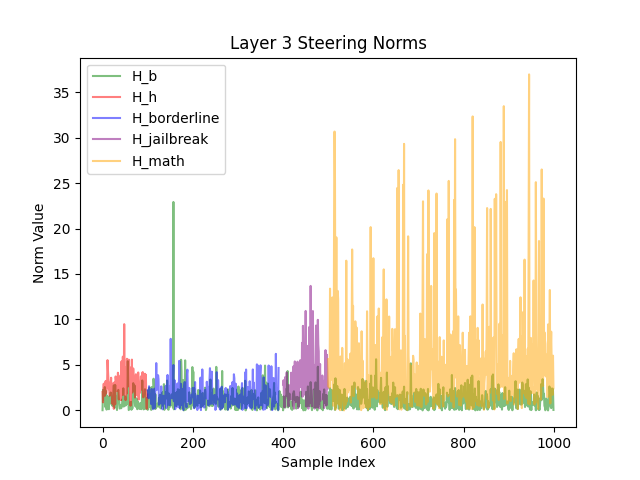 Layer 3 Steering Norms
H_b
H_h
H_borderline
H_jailbreak
H_math
Norm Value
35
30
25
20
15
10
5
0
0
200
400
600
800
1000
Sample Index